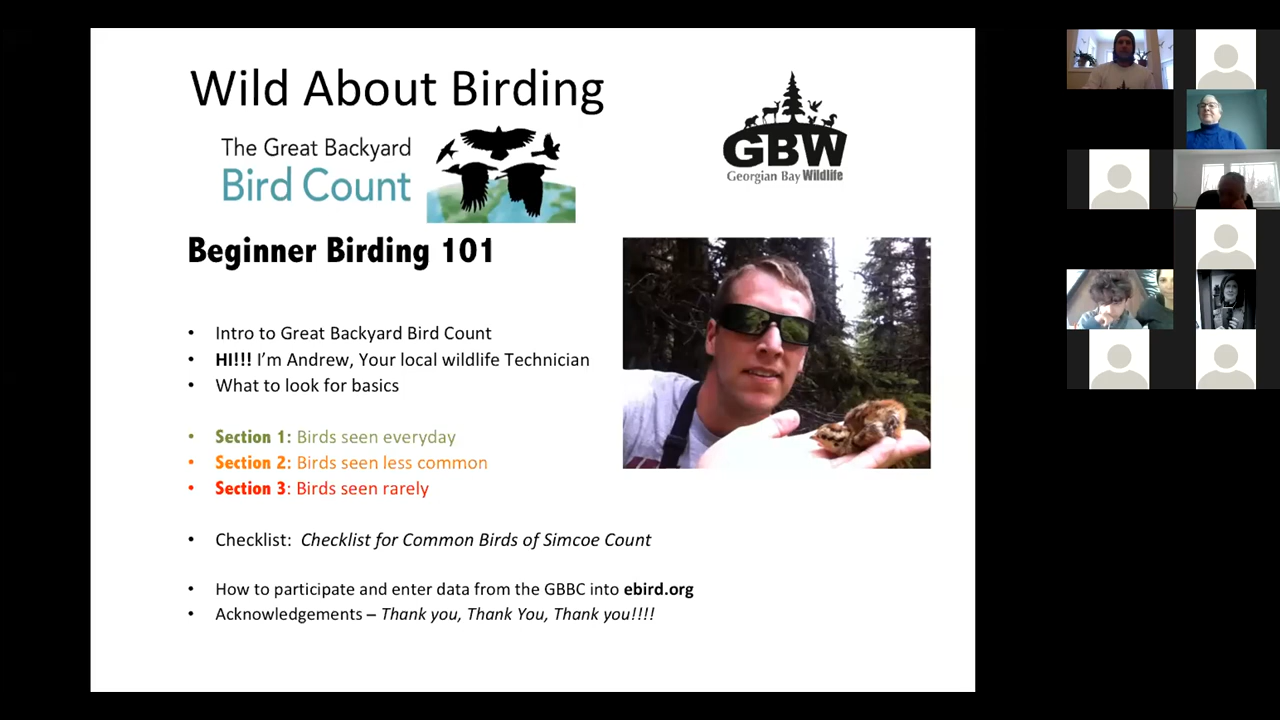 Wild About Birding
The Great Backyard
Bird Count
GBW
Georgian Bay Wildlife
Beginner Birding 101
• Intro to Great Backyard Bird Count
• HI!!! I'm Andrew, Your local wildlife Technician
• What to look for basics
• Section 1: Birds seen everyday
• Section 2: Birds seen less common
• Section 3: Birds seen rarely
• Checklist: Checklist for Common Birds of Simcoe Count
• How to participate and enter data from the GBBC into ebird.org
• Acknowledgements – Thank you, Thank You, Thank you!!!!